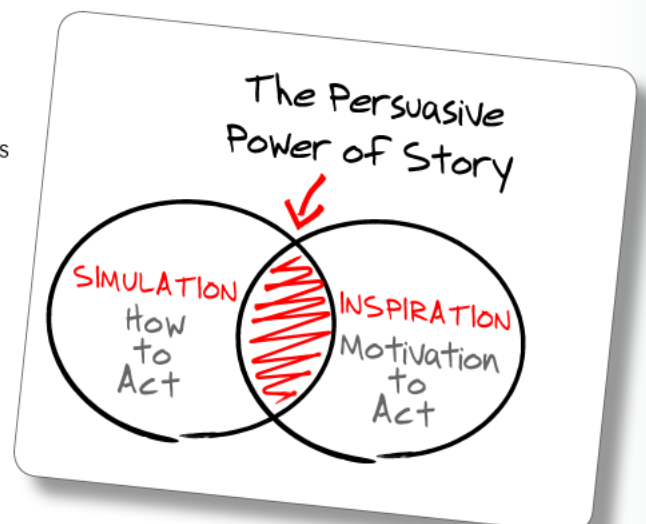 s
The Persuasive
Power of Story
SIMULATION
How
to
Act
INSPIRATION
Motivation
to
Act